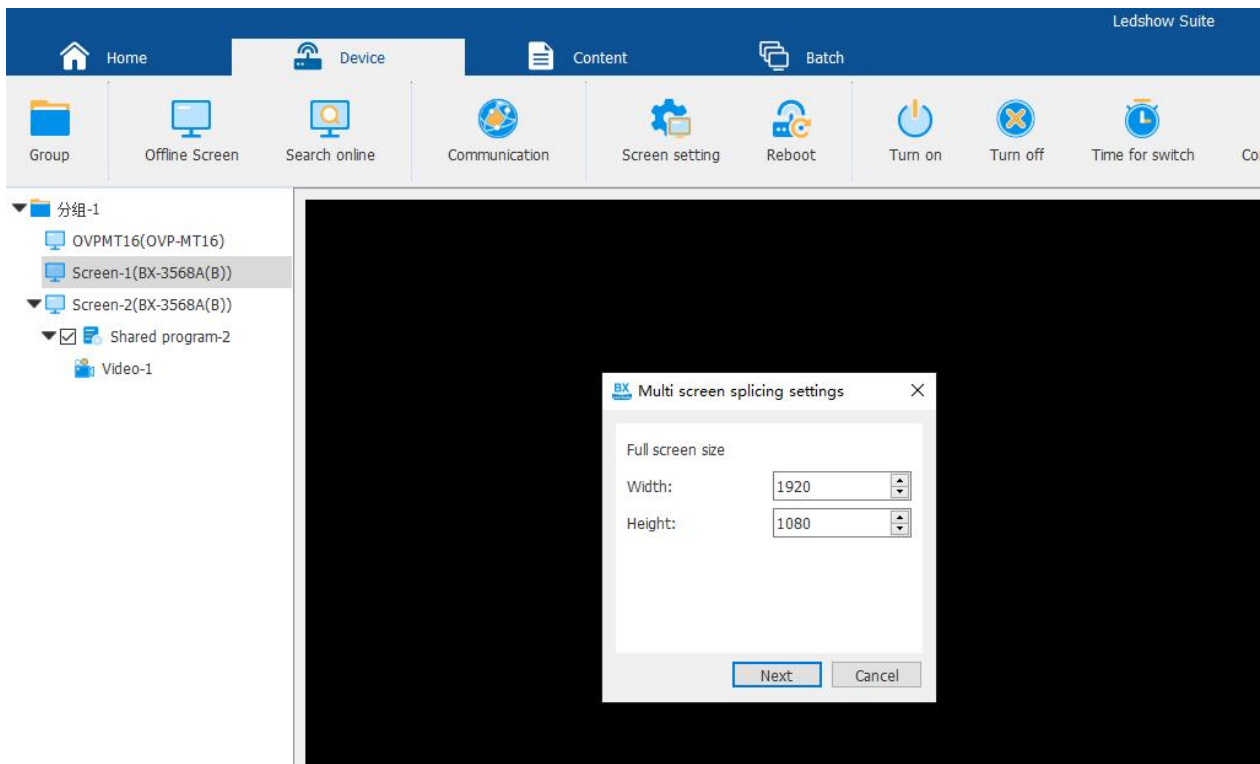 Ledshow Suite
Home Device Content Batch
Group Offline Screen Search online Communication Screen setting Reboot Turn on Turn off Time for switch Co
分组-1
OVPMT16(OVP-MT16)
Screen-1(BX-3568A(B))
Screen-2(BX-3568A(B))
Shared program-2
Video-1
BX Multi screen splicing settings
Full screen size
Width: 1920
Height: 1080
Next Cancel